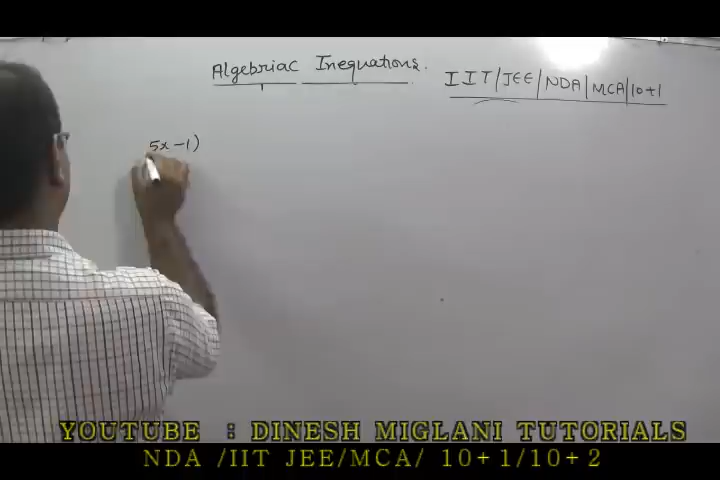 Algebriac Inequations.
IIT/JEE/NDA/MCA/10+1
5x-1)
YOUTUBE : DINESH MIGLANI TUTORIALS
NDA /IIT JEE/MCA/ 10+1/10+2